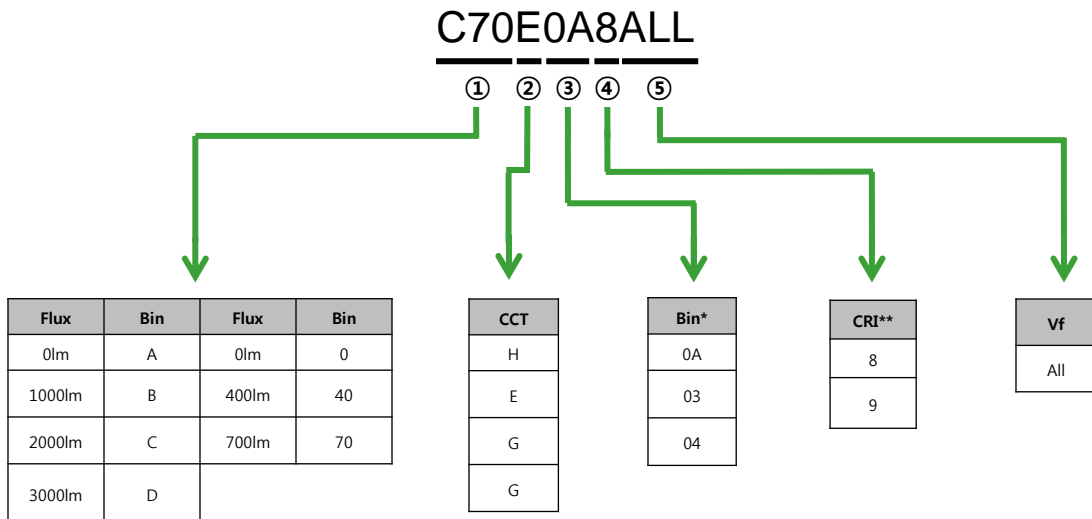 C70E0A8ALL
① ② ③ ④ ⑤
Flux Bin Flux Bin
0lm A 0lm 0
1000lm B 400lm 40
2000lm C 700lm 70
3000lm D
CCT
H
E
G
G
Bin*
0A
03
04
CRI**
8
9
Vf
All